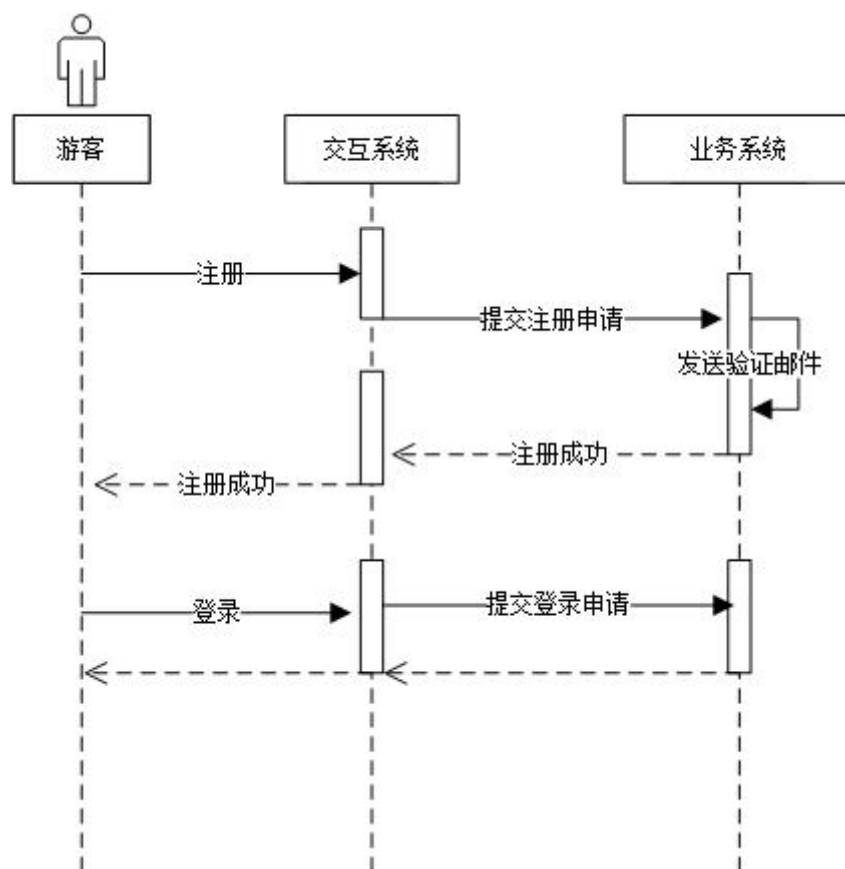 游客
交互系统
业务系统
注册
提交注册申请
发送验证邮件
注册成功
注册成功
登录
提交登录申请